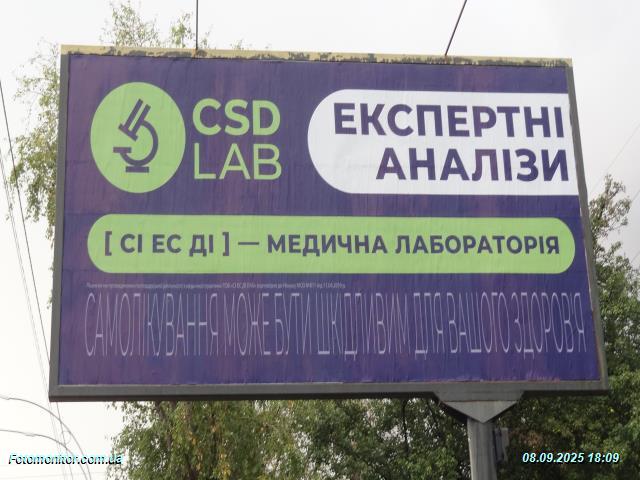 CSD
LAB
ЕКСПЕРТНІ
АНАЛІЗИ
[ СІ ЕС ДІ ] — МЕДИЧНА ЛАБОРАТОРІЯ
САМОЛІКУВАННЯ МОЖЕ БУТИ ШКІДЛИВИМ ДЛЯ ВАШОГО ЗДОРОВ'Я
Fotomonitor.com.ua
08.09.2025 18:09